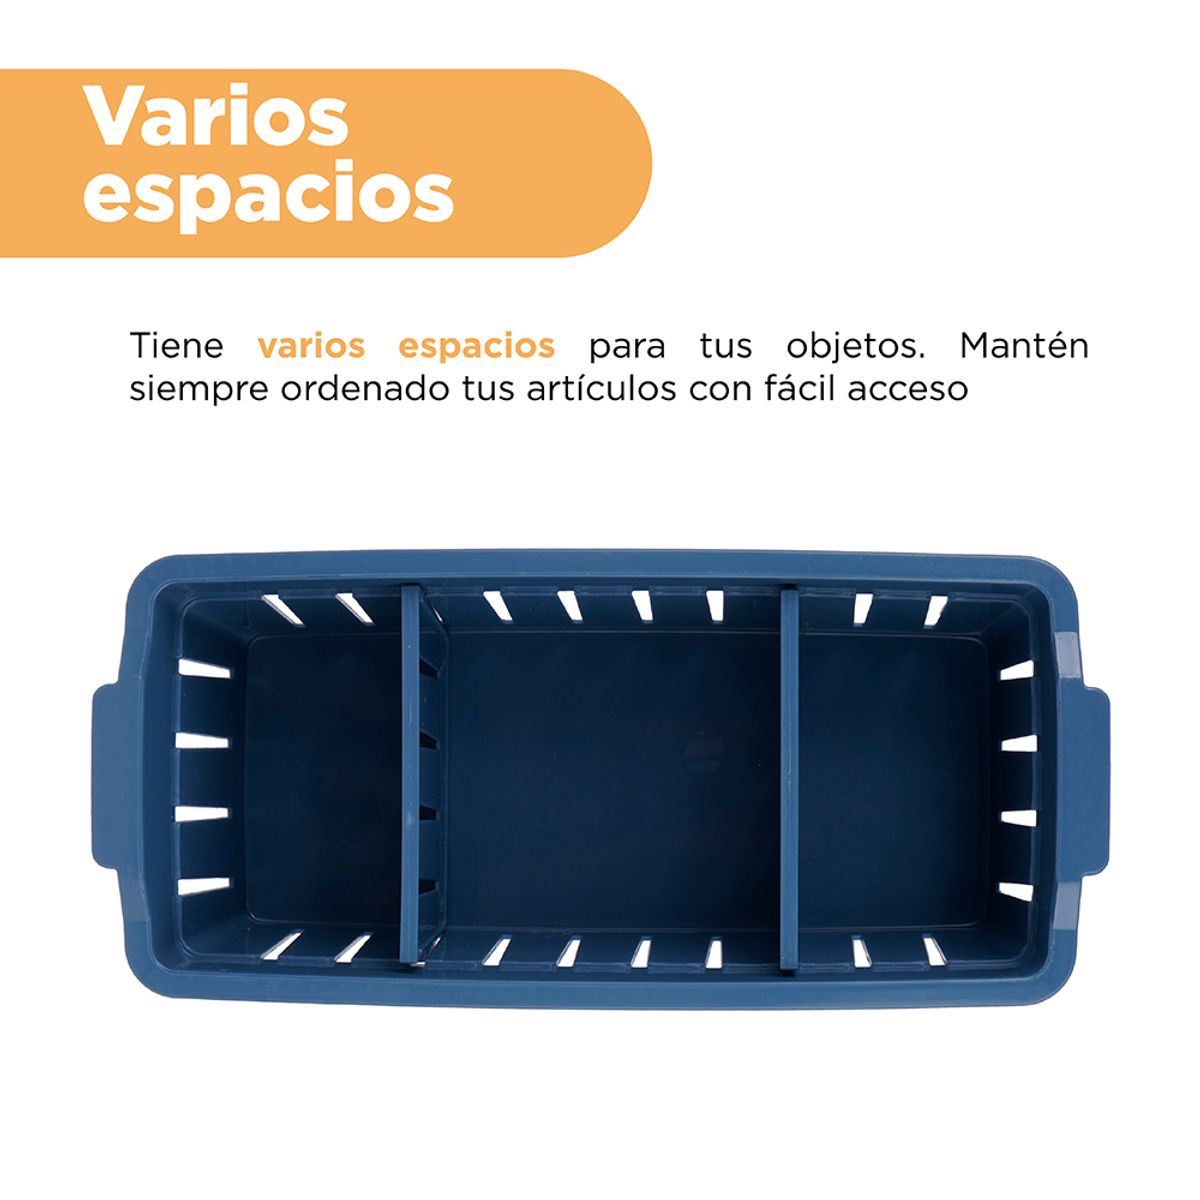 Varios
espacios
Tiene varios espacios para tus objetos. Mantén
siempre ordenado tus artículos con fácil acceso